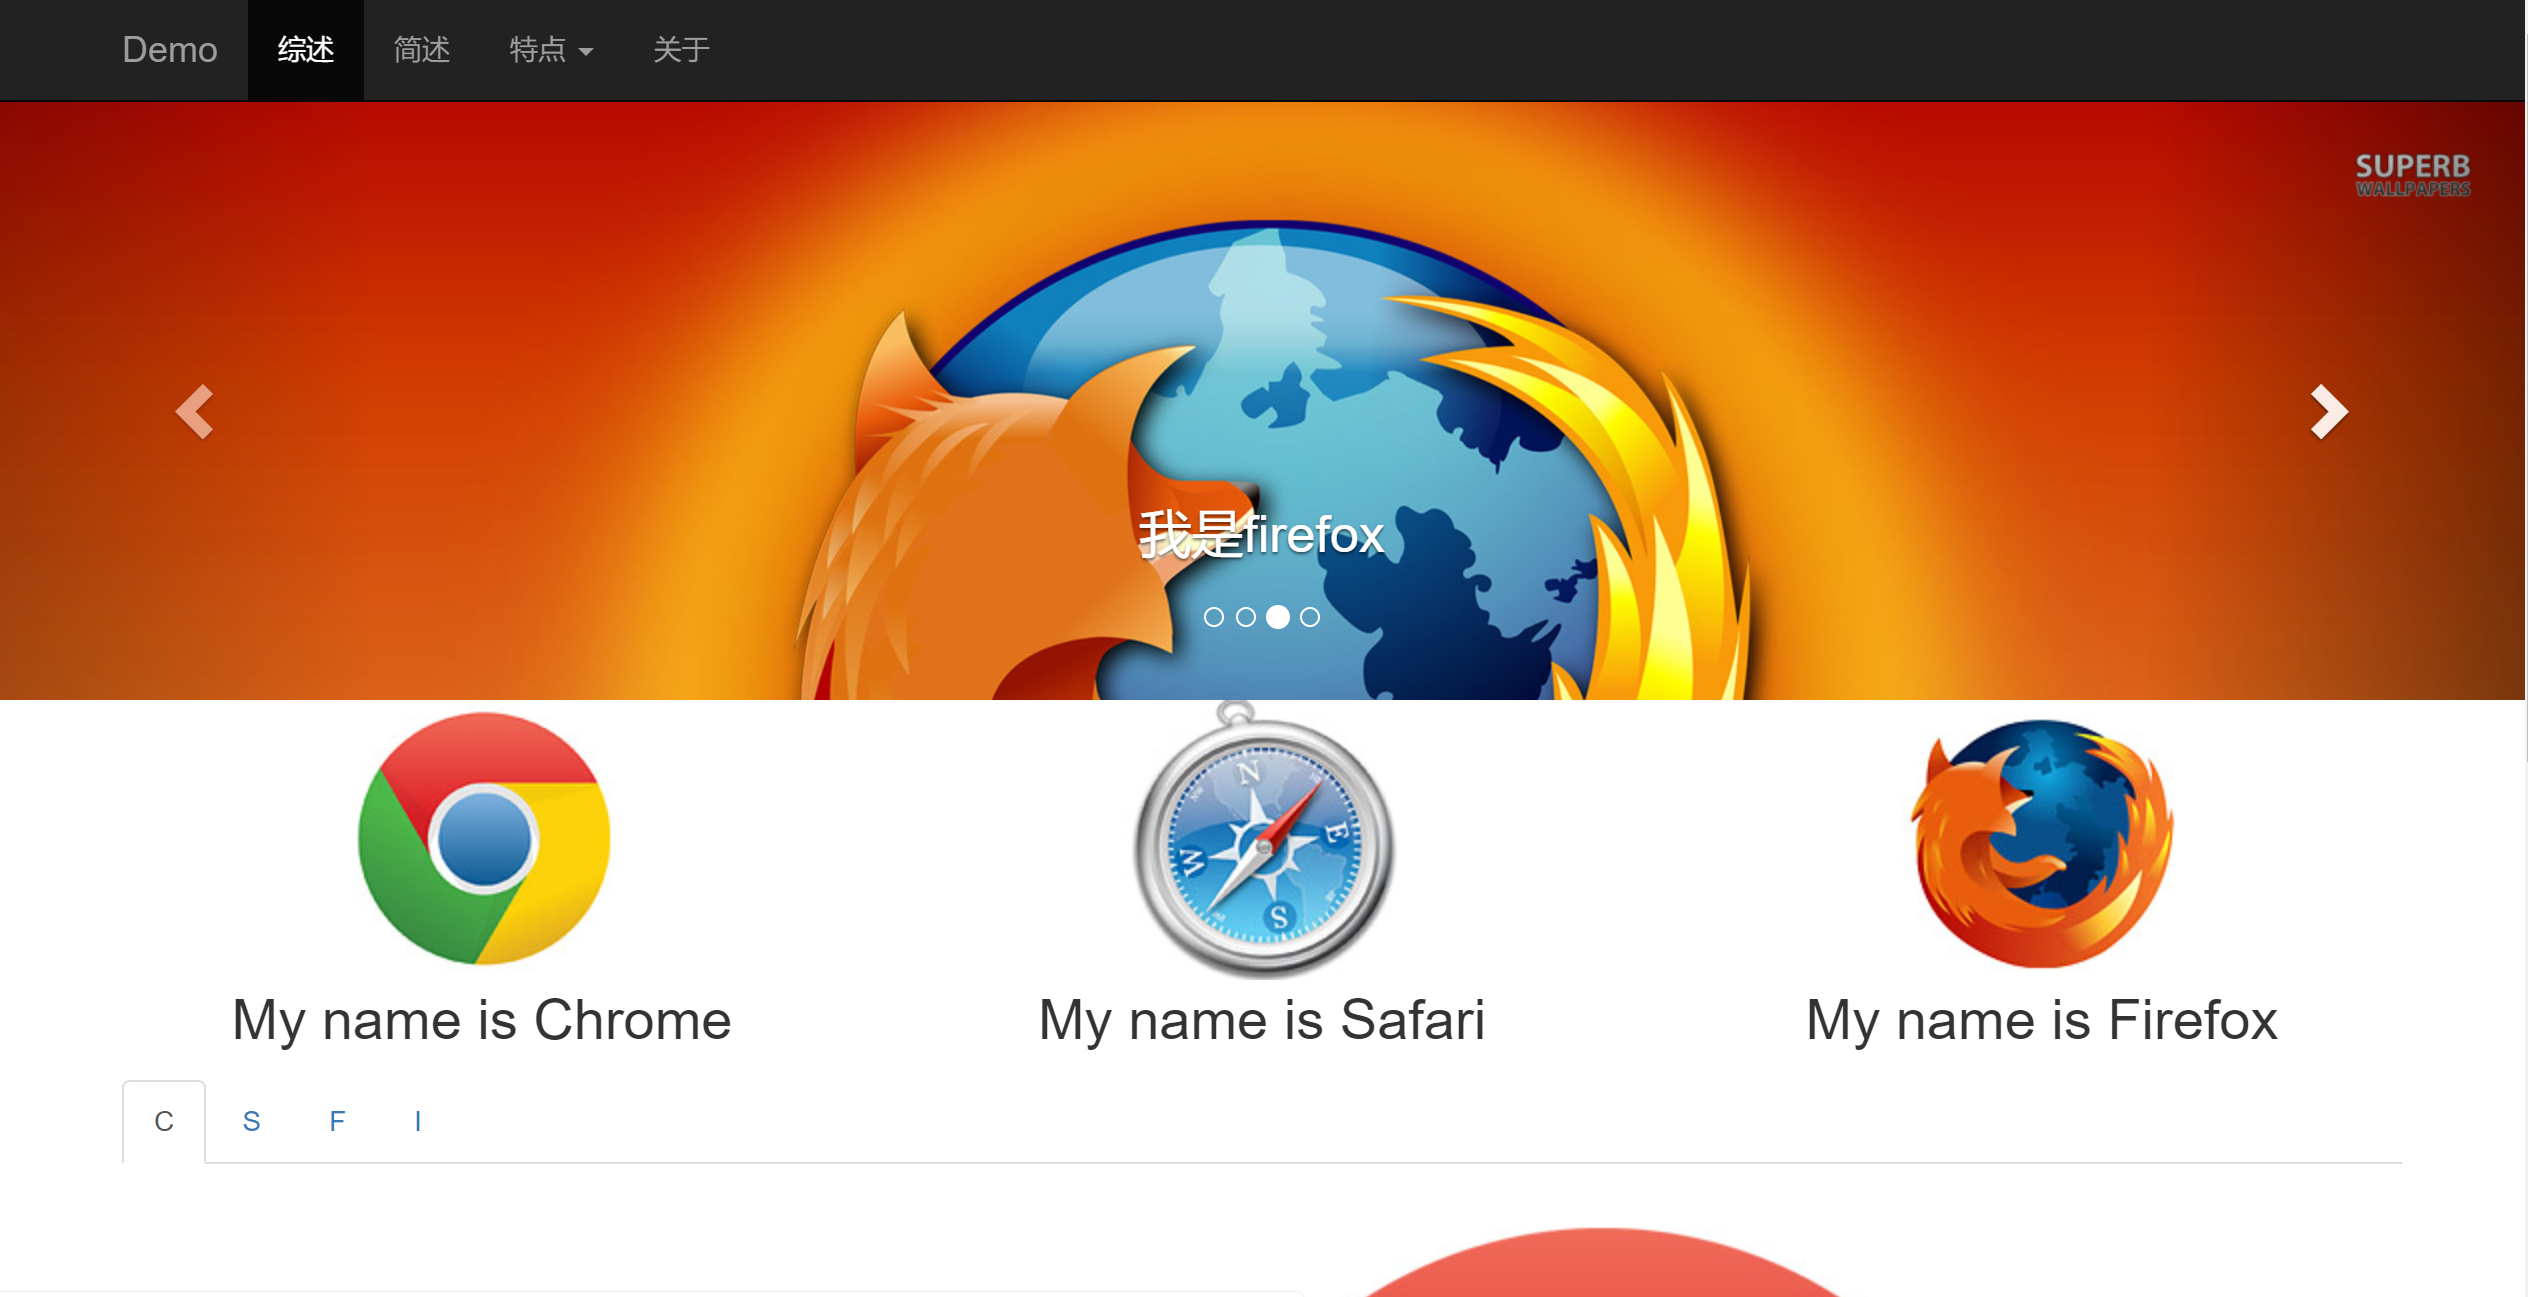 Demo 综述 简述 特点 关于
SUPERB
WALLPAPERS
我是firefox
N
E
W
S
My name is Chrome My name is Safari My name is Firefox
C S F I